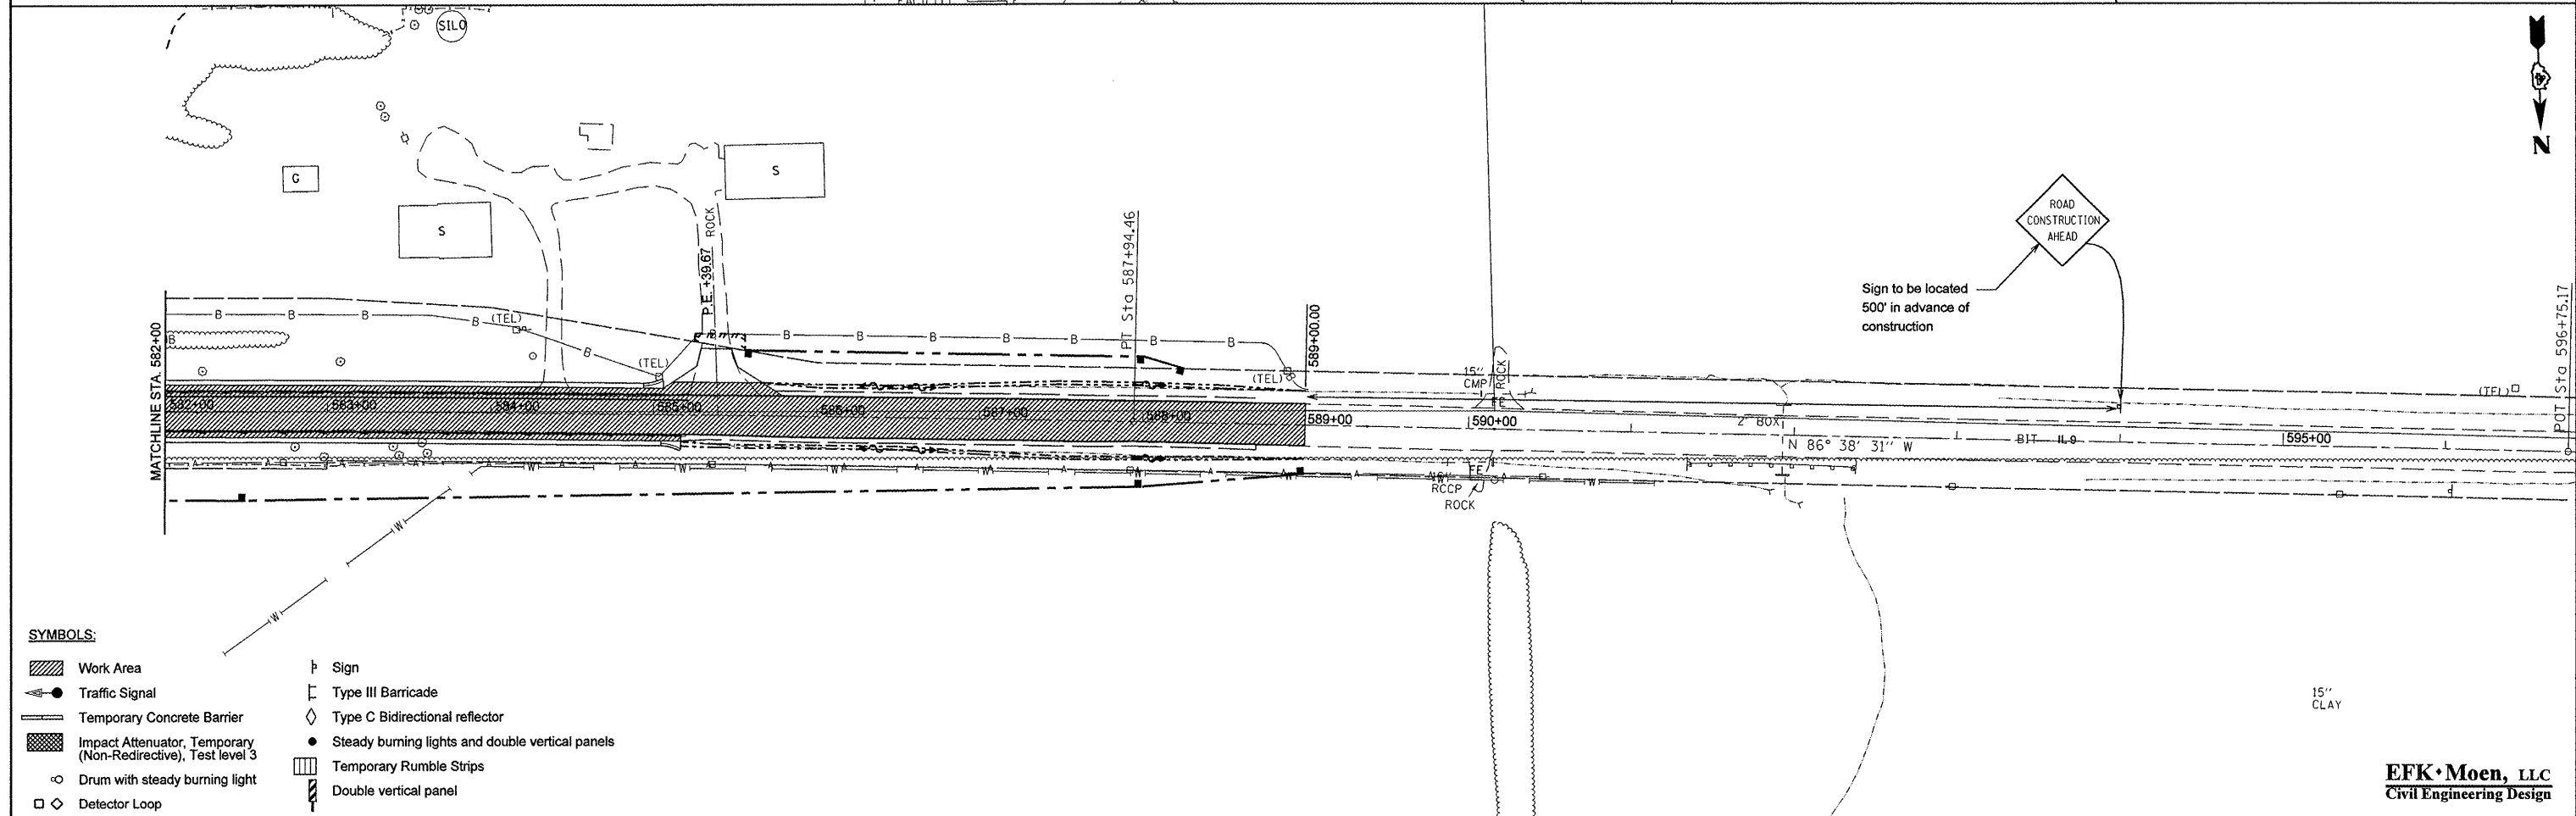 SILO
G
S
S
P.E. +39.67 ROCK
PT Sta 587+94.46
589+00.00
ROAD
CONSTRUCTION
AHEAD
Sign to be located
500' in advance of
construction
POT Sta 596+75.17
N
MATCHLINE STA. 582+00
B B B B (TEL)
B
B
(TEL)
B B B B B B B
(TEL)
15"
CMP
ROCK
FE
(TEL)
582+00 583+00 584+00 585+00 586+00 587+00 588+00 589+00 590+00
2' BOX
N 86° 38' 31" W
BIT IL 9
595+00
A W A W A W A W A
FE
RCCP
ROCK
W
W
15"
CLAY
SYMBOLS:
Work Area
Traffic Signal
Temporary Concrete Barrier
Impact Attenuator, Temporary
(Non-Redirective), Test level 3
Drum with steady burning light
Detector Loop
Sign
Type III Barricade
Type C Bidirectional reflector
Steady burning lights and double vertical panels
Temporary Rumble Strips
Double vertical panel
EFK•Moen, LLC
Civil Engineering Design